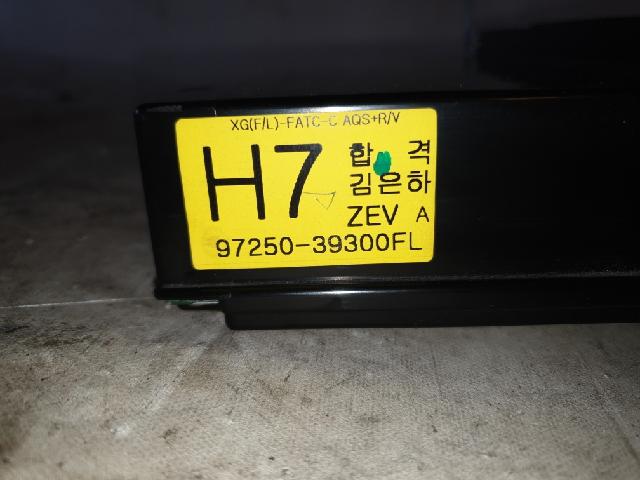 XG(F/L)-FATC-C AQS+R/V
H7 합 격
김은하
ZEV A
97250-39300FL